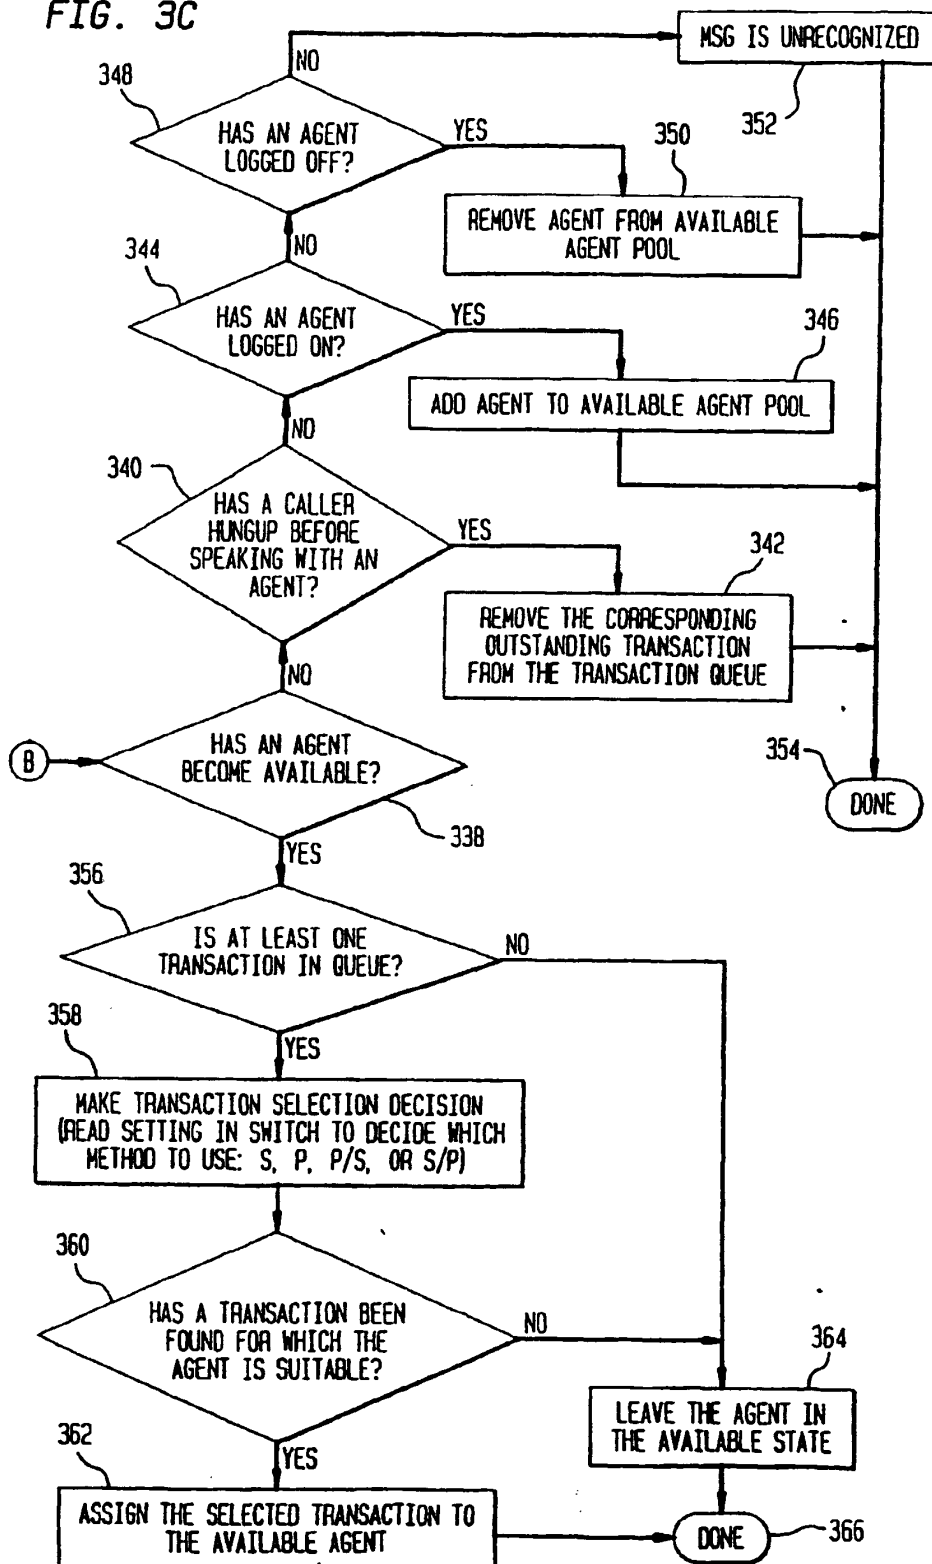 FIG. 3C
MSG IS UNRECOGNIZED
352
NO
348
HAS AN AGENT
LOGGED OFF?
YES
350
REMOVE AGENT FROM AVAILABLE
AGENT POOL
NO
344
HAS AN AGENT
LOGGED ON?
YES
346
ADD AGENT TO AVAILABLE AGENT POOL
NO
340
HAS A CALLER
HUNGUP BEFORE
SPEAKING WITH AN
AGENT?
YES
342
REMOVE THE CORRESPONDING
OUTSTANDING TRANSACTION
FROM THE TRANSACTION QUEUE
NO
B
HAS AN AGENT
BECOME AVAILABLE?
338
354
DONE
YES
356
IS AT LEAST ONE
TRANSACTION IN QUEUE?
NO
YES
358
MAKE TRANSACTION SELECTION DECISION
(READ SETTING IN SWITCH TO DECIDE WHICH
METHOD TO USE: S, P, P/S, OR S/P)
360
HAS A TRANSACTION BEEN
FOUND FOR WHICH THE
AGENT IS SUITABLE?
NO
364
LEAVE THE AGENT IN
THE AVAILABLE STATE
YES
362
ASSIGN THE SELECTED TRANSACTION TO
THE AVAILABLE AGENT
DONE
366